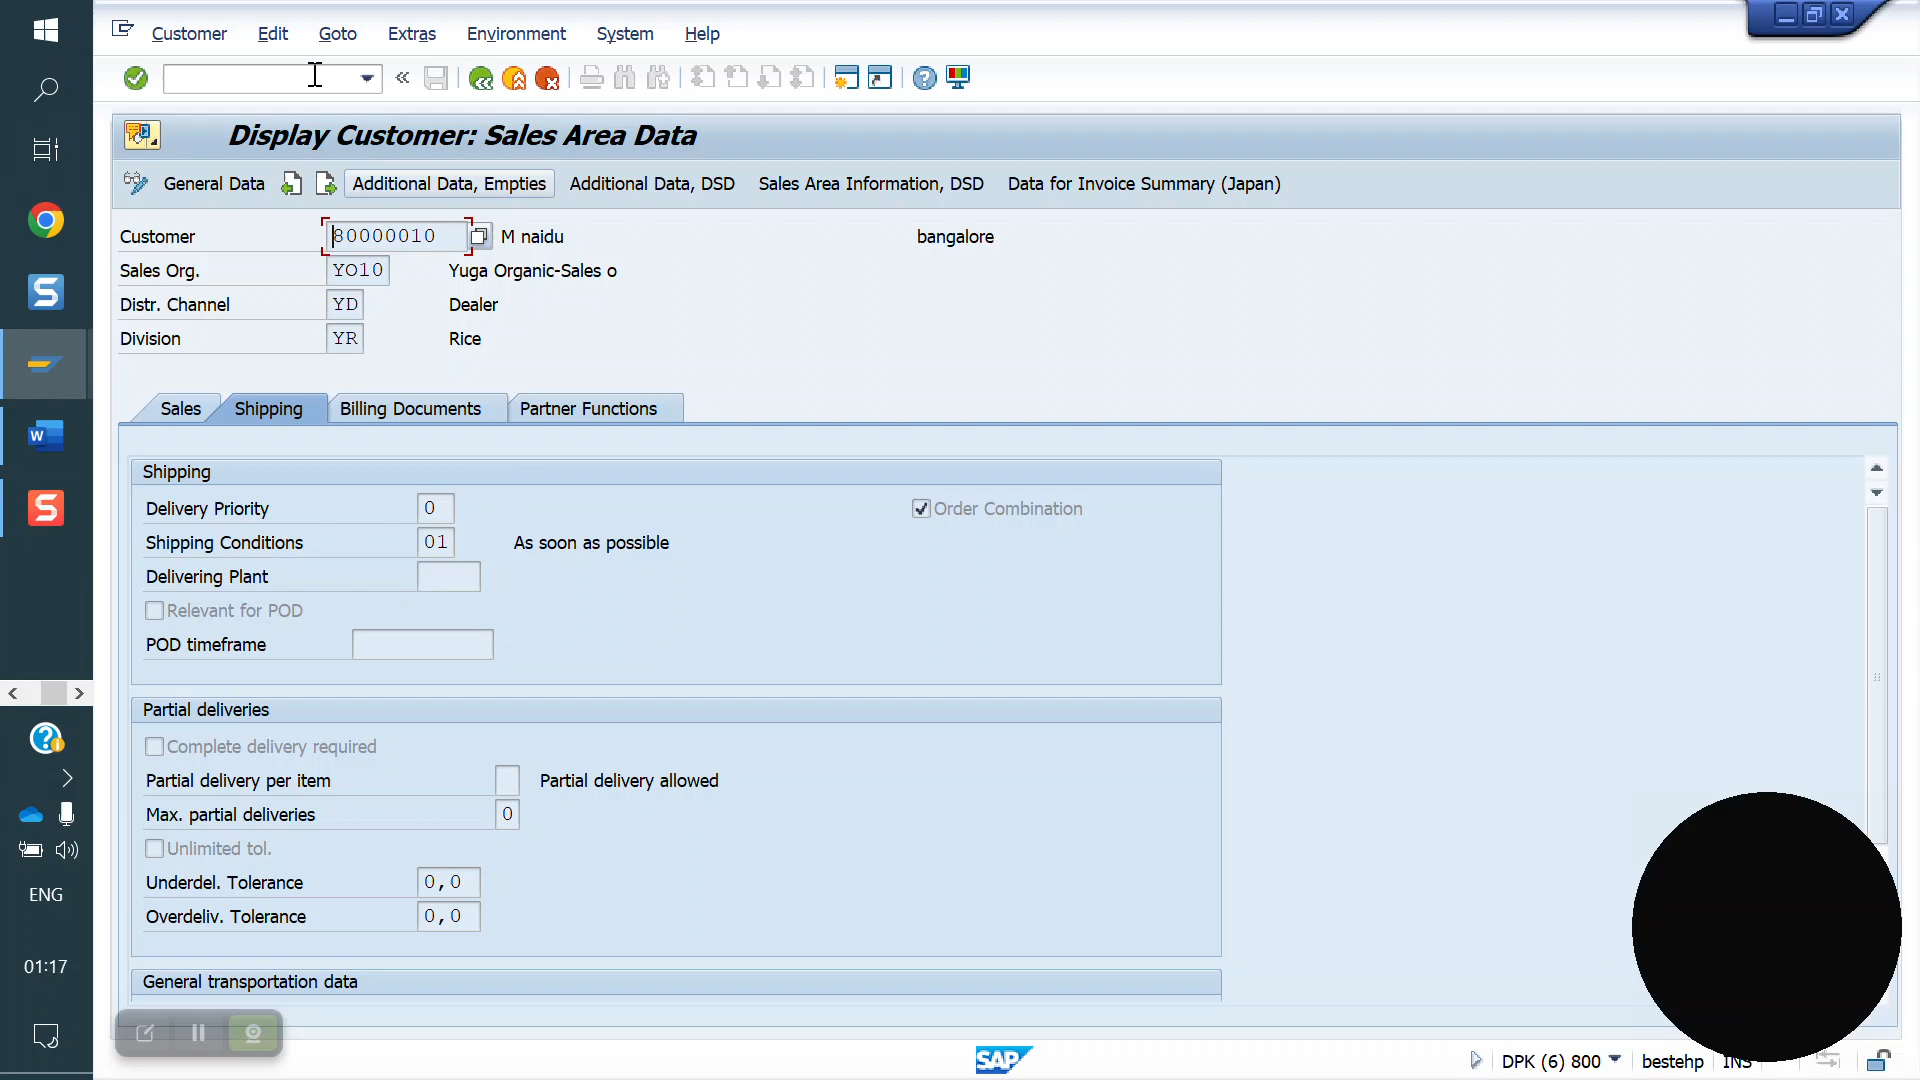 Customer Edit Goto Extras Environment System Help
Display Customer: Sales Area Data
General Data Additional Data, Empties Additional Data, DSD Sales Area Information, DSD Data for Invoice Summary (Japan)
Customer 80000010 M naidu bangalore
Sales Org. YO10 Yuga Organic-Sales o
Distr. Channel YD Dealer
Division YR Rice
Sales Shipping Billing Documents Partner Functions
Shipping
Delivery Priority 0 Order Combination
Shipping Conditions 01 As soon as possible
Delivering Plant
Relevant for POD
POD timeframe
Partial deliveries
Complete delivery required
Partial delivery per item Partial delivery allowed
Max. partial deliveries 0
Unlimited tol.
Underdel. Tolerance 0,0
Overdeliv. Tolerance 0,0
General transportation data
ENG
01:17
SAP
DPK (6) 800 bestehp INS